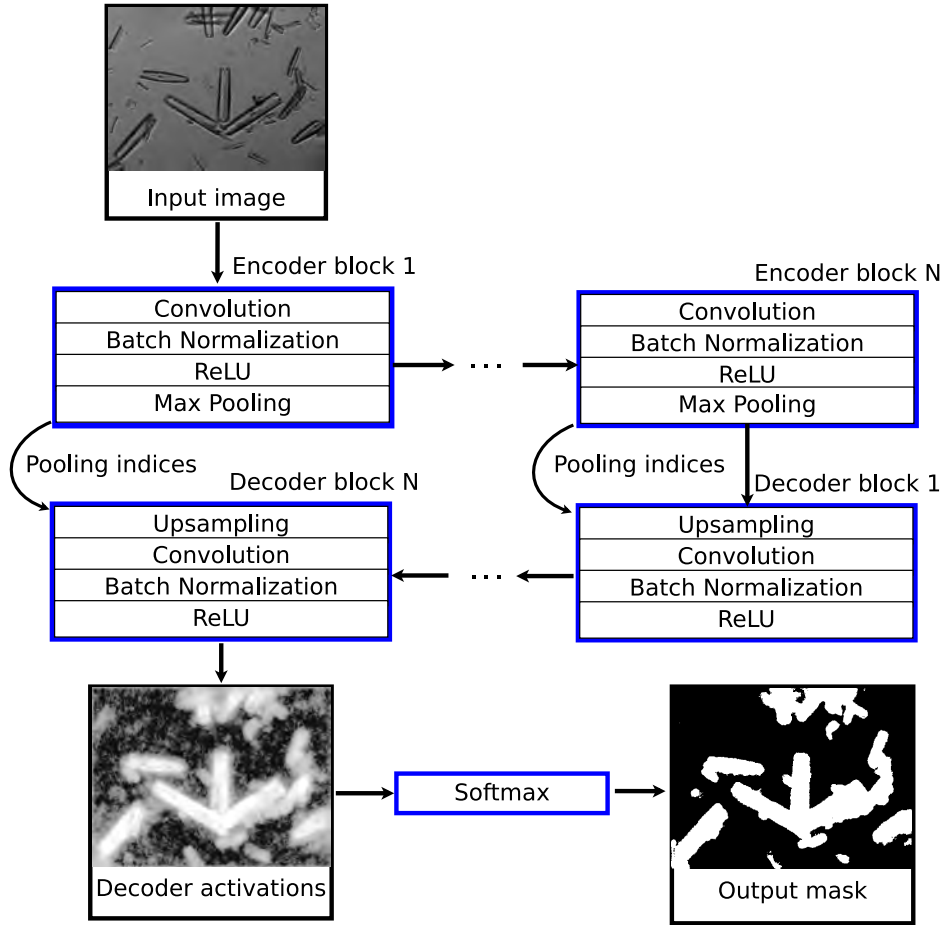 Input image
Encoder block 1
Convolution
Batch Normalization
ReLU
Max Pooling
. . .
Encoder block N
Convolution
Batch Normalization
ReLU
Max Pooling
Pooling indices
Pooling indices
Decoder block 1
Upsampling
Convolution
Batch Normalization
ReLU
. . .
Decoder block N
Upsampling
Convolution
Batch Normalization
ReLU
Decoder activations
Softmax
Output mask